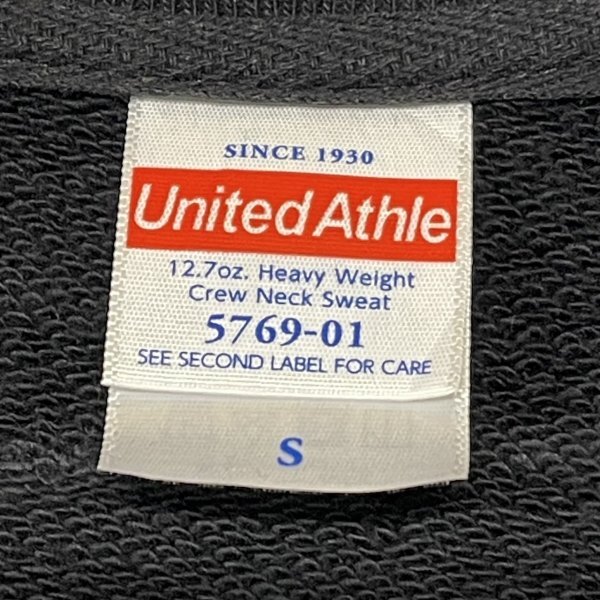 SINCE 1930
United Athle
12.7oz. Heavy Weight
Crew Neck Sweat
5769-01
SEE SECOND LABEL FOR CARE
S